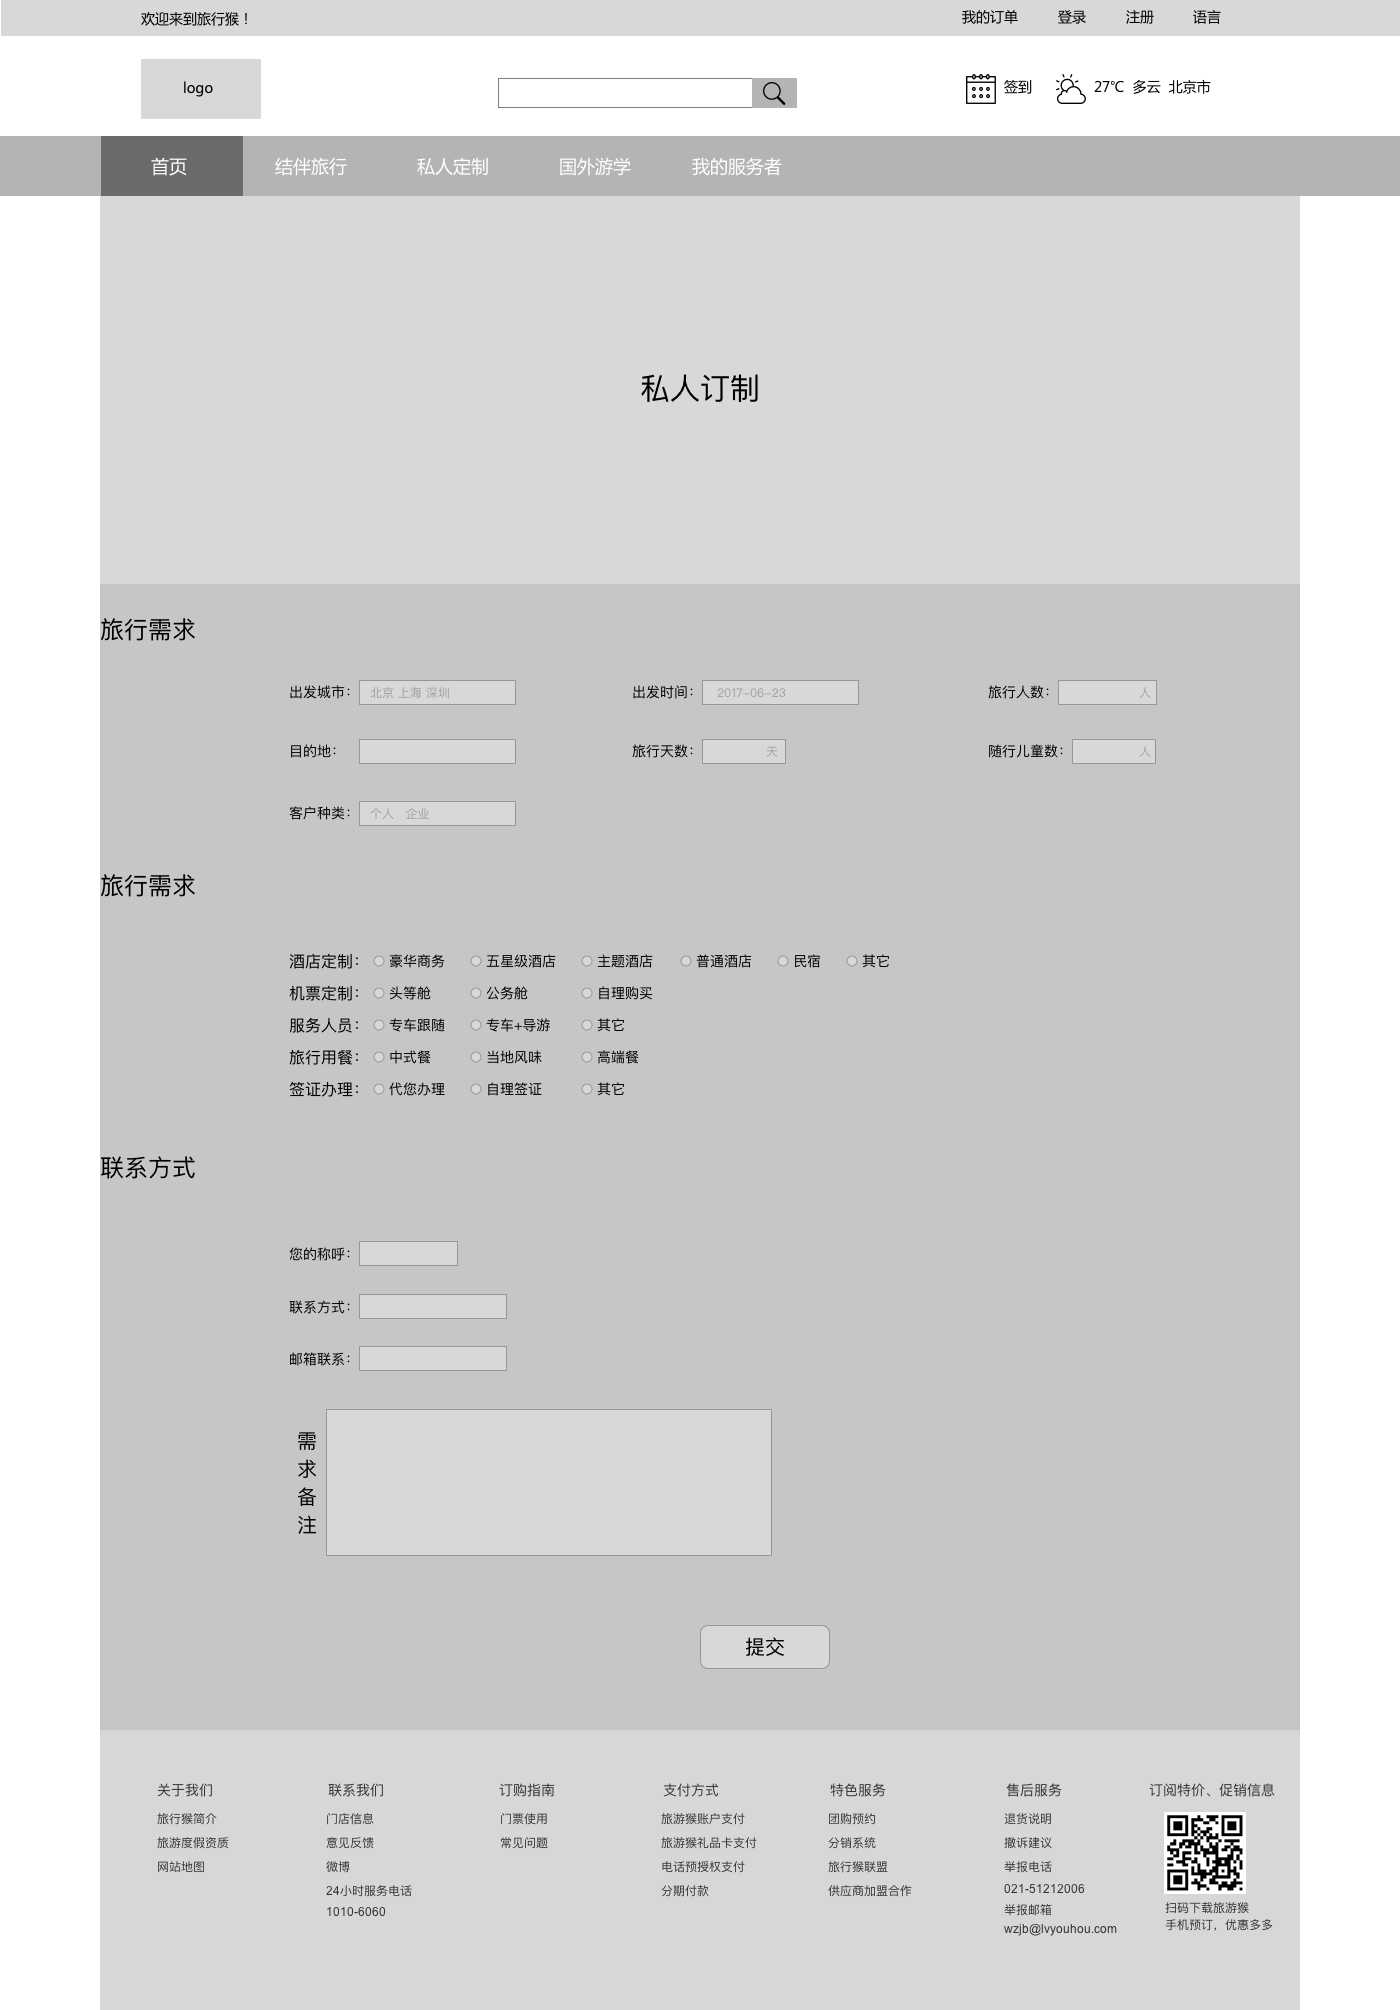 欢迎来到旅行猴！
我的订单 登录 注册 语言
logo
签到 27℃ 多云 北京市
首页 结伴旅行 私人定制 国外游学 我的服务者
私人订制
旅行需求
出发城市： 北京 上海 深圳 出发时间： 2017-06-23 旅行人数： 人
目的地： 旅行天数： 天 随行儿童数： 人
客户种类： 个人 企业
旅行需求
酒店定制： 豪华商务 五星级酒店 主题酒店 普通酒店 民宿 其它
机票定制： 头等舱 公务舱 自理购买
服务人员： 专车跟随 专车+导游 其它
旅行用餐： 中式餐 当地风味 高端餐
签证办理： 代您办理 自理签证 其它
联系方式
您的称呼：
联系方式：
邮箱联系：
需
求
备
注
提交
关于我们
旅行猴简介
旅游度假资质
网站地图
联系我们
门店信息
意见反馈
微博
24小时服务电话
1010-6060
订购指南
门票使用
常见问题
支付方式
旅游猴账户支付
旅游猴礼品卡支付
电话预授权支付
分期付款
特色服务
团购预约
分销系统
旅行猴联盟
供应商加盟合作
售后服务
退货说明
撤诉建议
举报电话
021-51212006
举报邮箱
wzjb@lvyouhou.com
订阅特价、促销信息
扫码下载旅游猴
手机预订，优惠多多